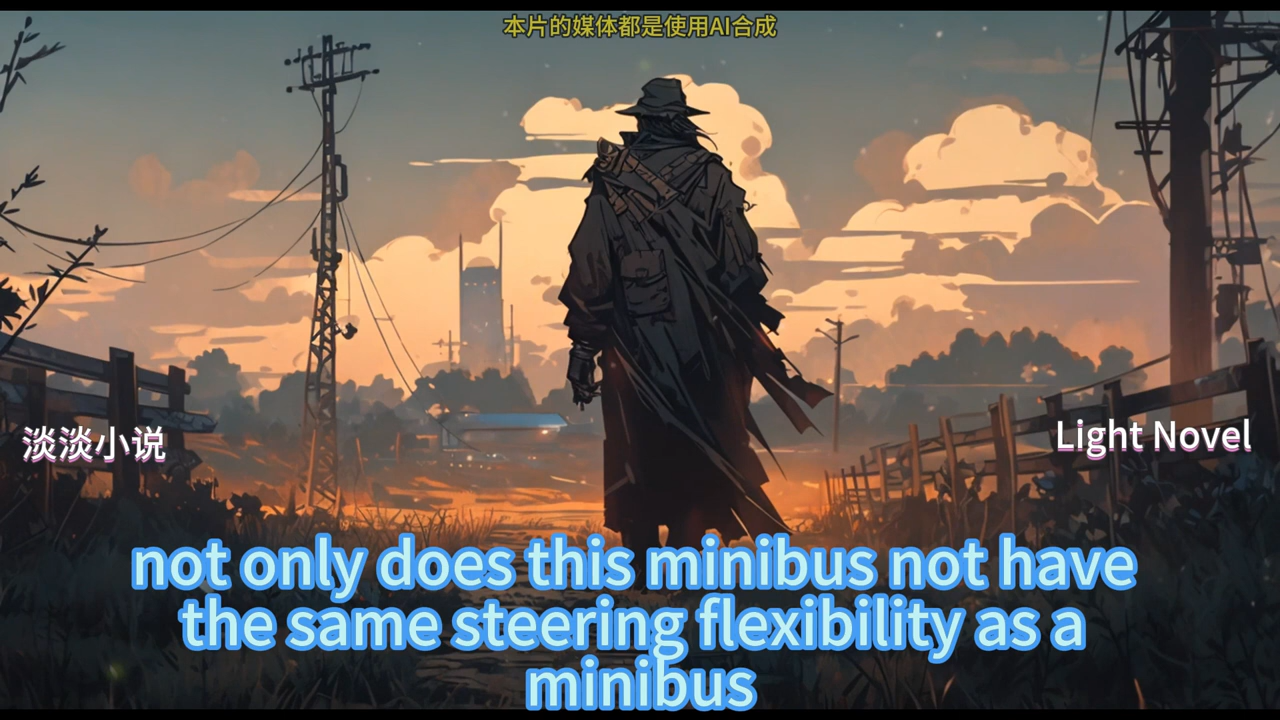 本片的媒体都是使用AI合成
淡淡小说
Light Novel
not only does this minibus not have
the same steering flexibility as a
minibus